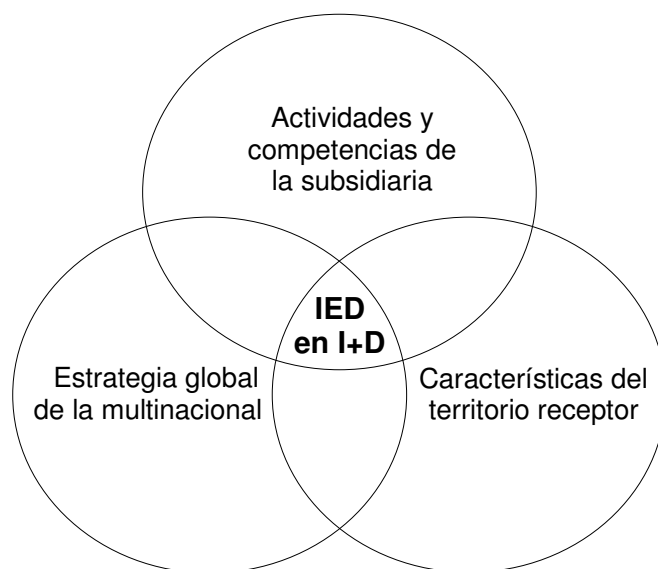 Actividades y
competencias de
la subsidiaria
IED
en I+D
Estrategia global
de la multinacional
Características del
territorio receptor